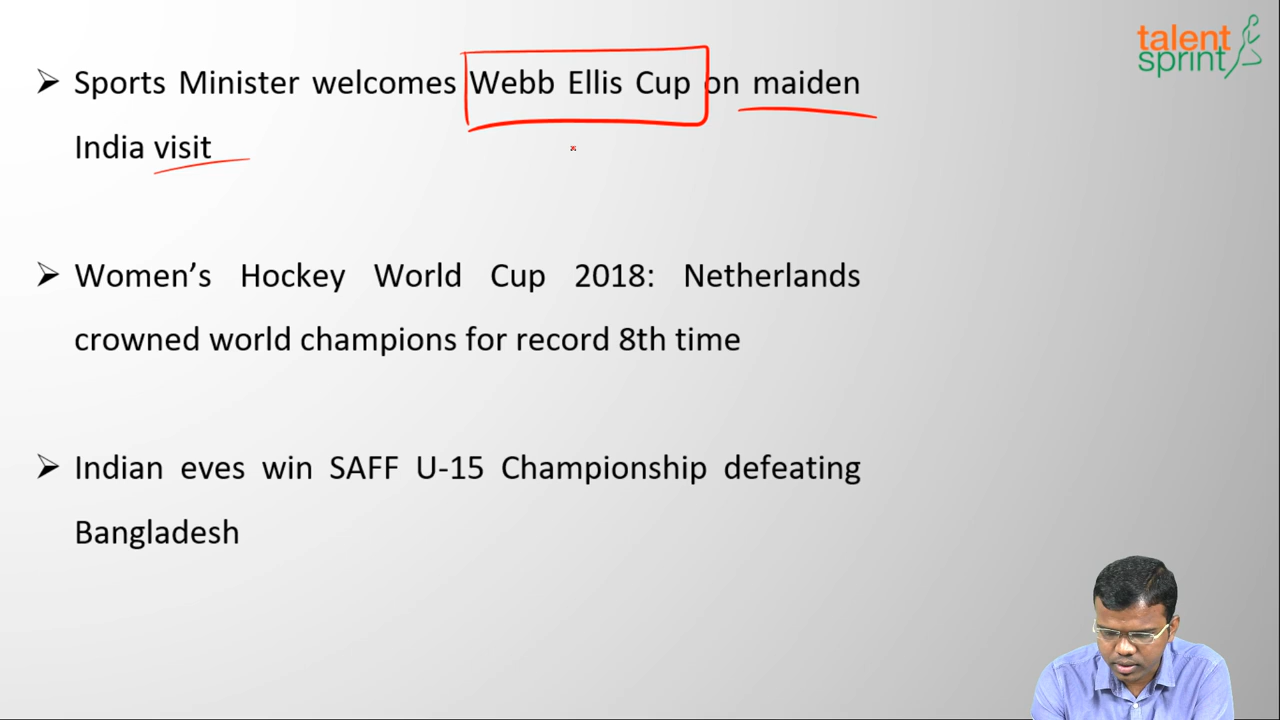 talent
sprint
➢ Sports Minister welcomes Webb Ellis Cup on maiden
India visit
➢ Women’s Hockey World Cup 2018: Netherlands
crowned world champions for record 8th time
➢ Indian eves win SAFF U-15 Championship defeating
Bangladesh